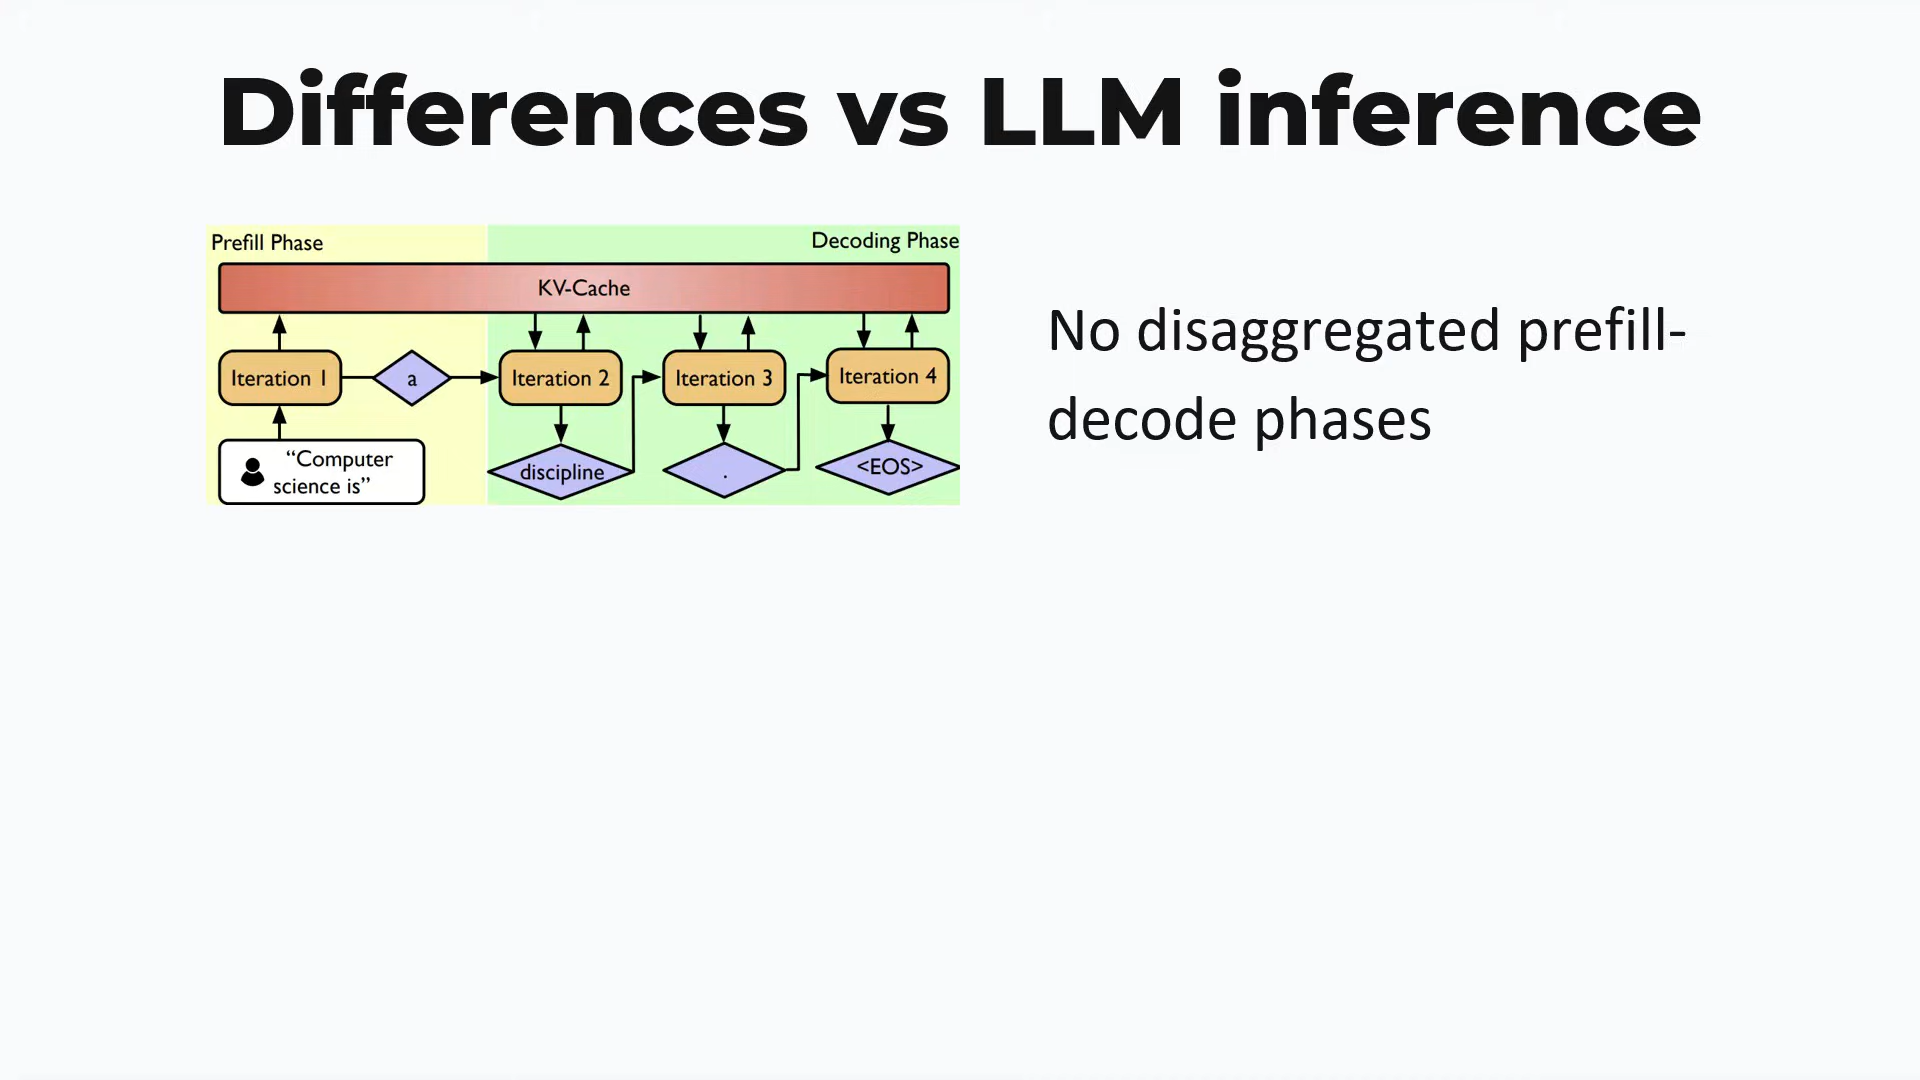 Differences vs LLM inference
Prefill Phase
Decoding Phase
KV-Cache
Iteration 1
a
Iteration 2
Iteration 3
Iteration 4
“Computer
science is”
discipline
.
<EOS>
No disaggregated prefill-
decode phases